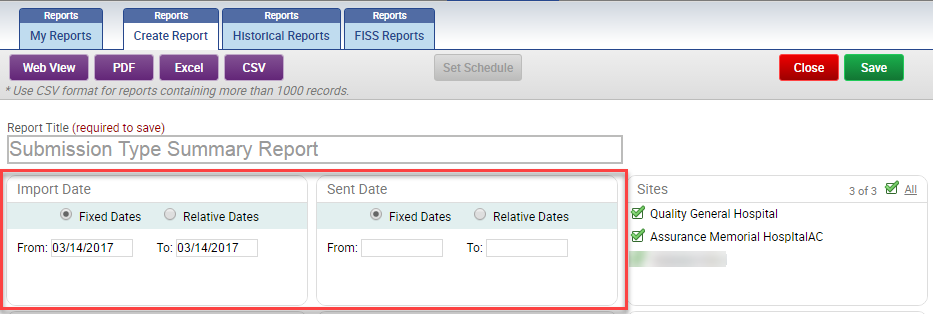 Reports Reports Reports Reports
My Reports Create Report Historical Reports FISS Reports
Web View PDF Excel CSV Set Schedule Close Save
* Use CSV format for reports containing more than 1000 records.
Report Title (required to save)
Submission Type Summary Report
Import Date Sent Date Sites 3 of 3 All
Fixed Dates Relative Dates Fixed Dates Relative Dates Quality General Hospital
Assurance Memorial HospItalAC
From: 03/14/2017 To: 03/14/2017 From: To: